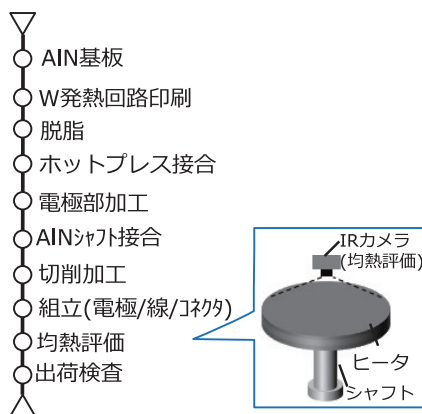 AlN基板
W発熱回路印刷
脱脂
ホットプレス接合
電極部加工
AlNｼｬﾌﾄ接合
切削加工
組立(電極/線/ｺﾈｸﾀ)
均熱評価
出荷検査
IRカメラ
(均熱評価)
ヒータ
シャフト